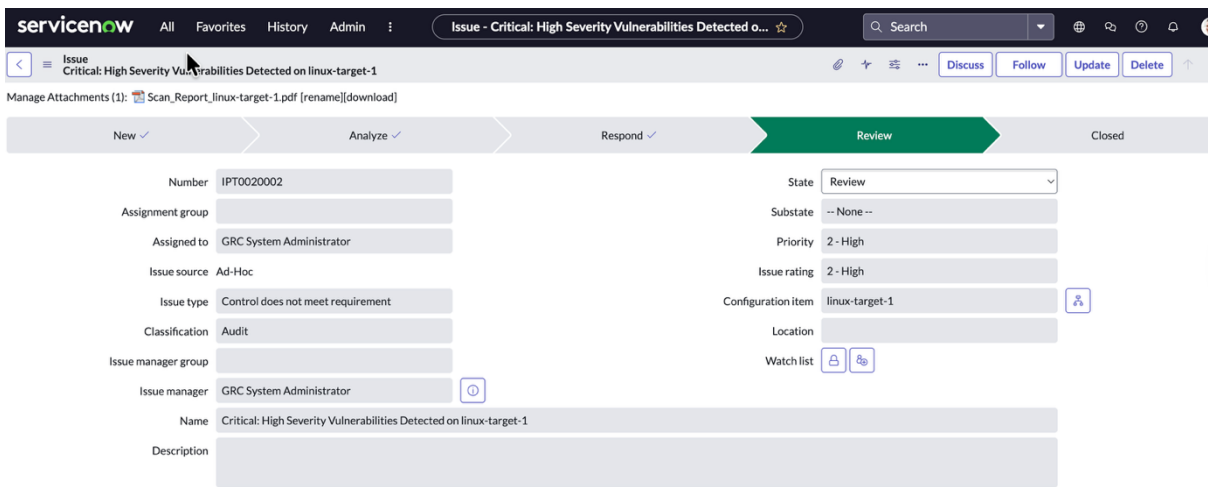 servicenow All Favorites History Admin Issue - Critical: High Severity Vulnerabilities Detected o... Search
Issue
Critical: High Severity Vulnerabilities Detected on linux-target-1
Discuss Follow Update Delete
Manage Attachments (1): Scan_Report_linux-target-1.pdf [rename][download]
New Analyze Respond Review Closed
Number IPT0020002
State Review
Assignment group
Substate -- None --
Assigned to GRC System Administrator
Priority 2 - High
Issue source Ad-Hoc
Issue rating 2 - High
Issue type Control does not meet requirement
Configuration item linux-target-1
Classification Audit
Location
Issue manager group
Watch list
Issue manager GRC System Administrator
Name Critical: High Severity Vulnerabilities Detected on linux-target-1
Description